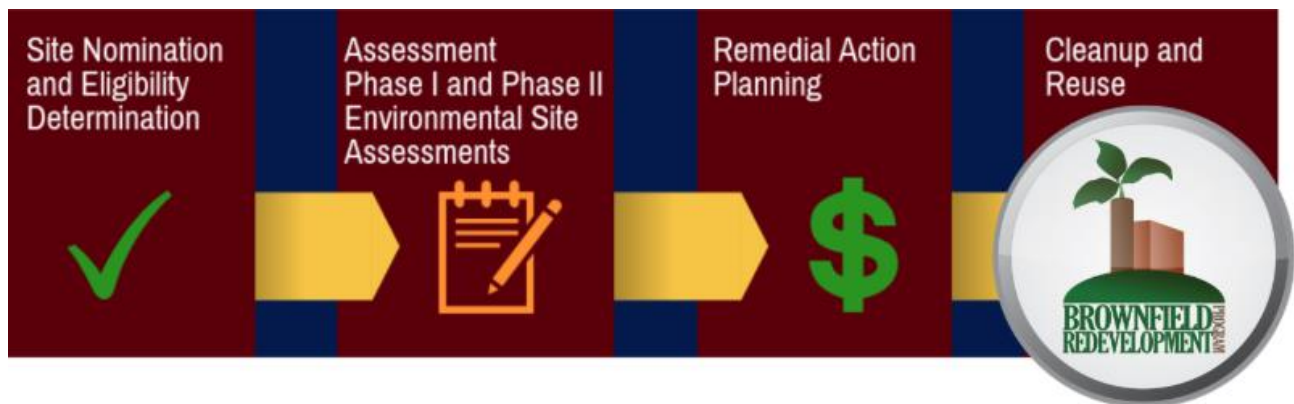 Site Nomination
and Eligibility
Determination
Assessment
Phase I and Phase II
Environmental Site
Assessments
Remedial Action
Planning
Cleanup and
Reuse
BROWNFIELD
REDEVELOPMENT
PROGRAM